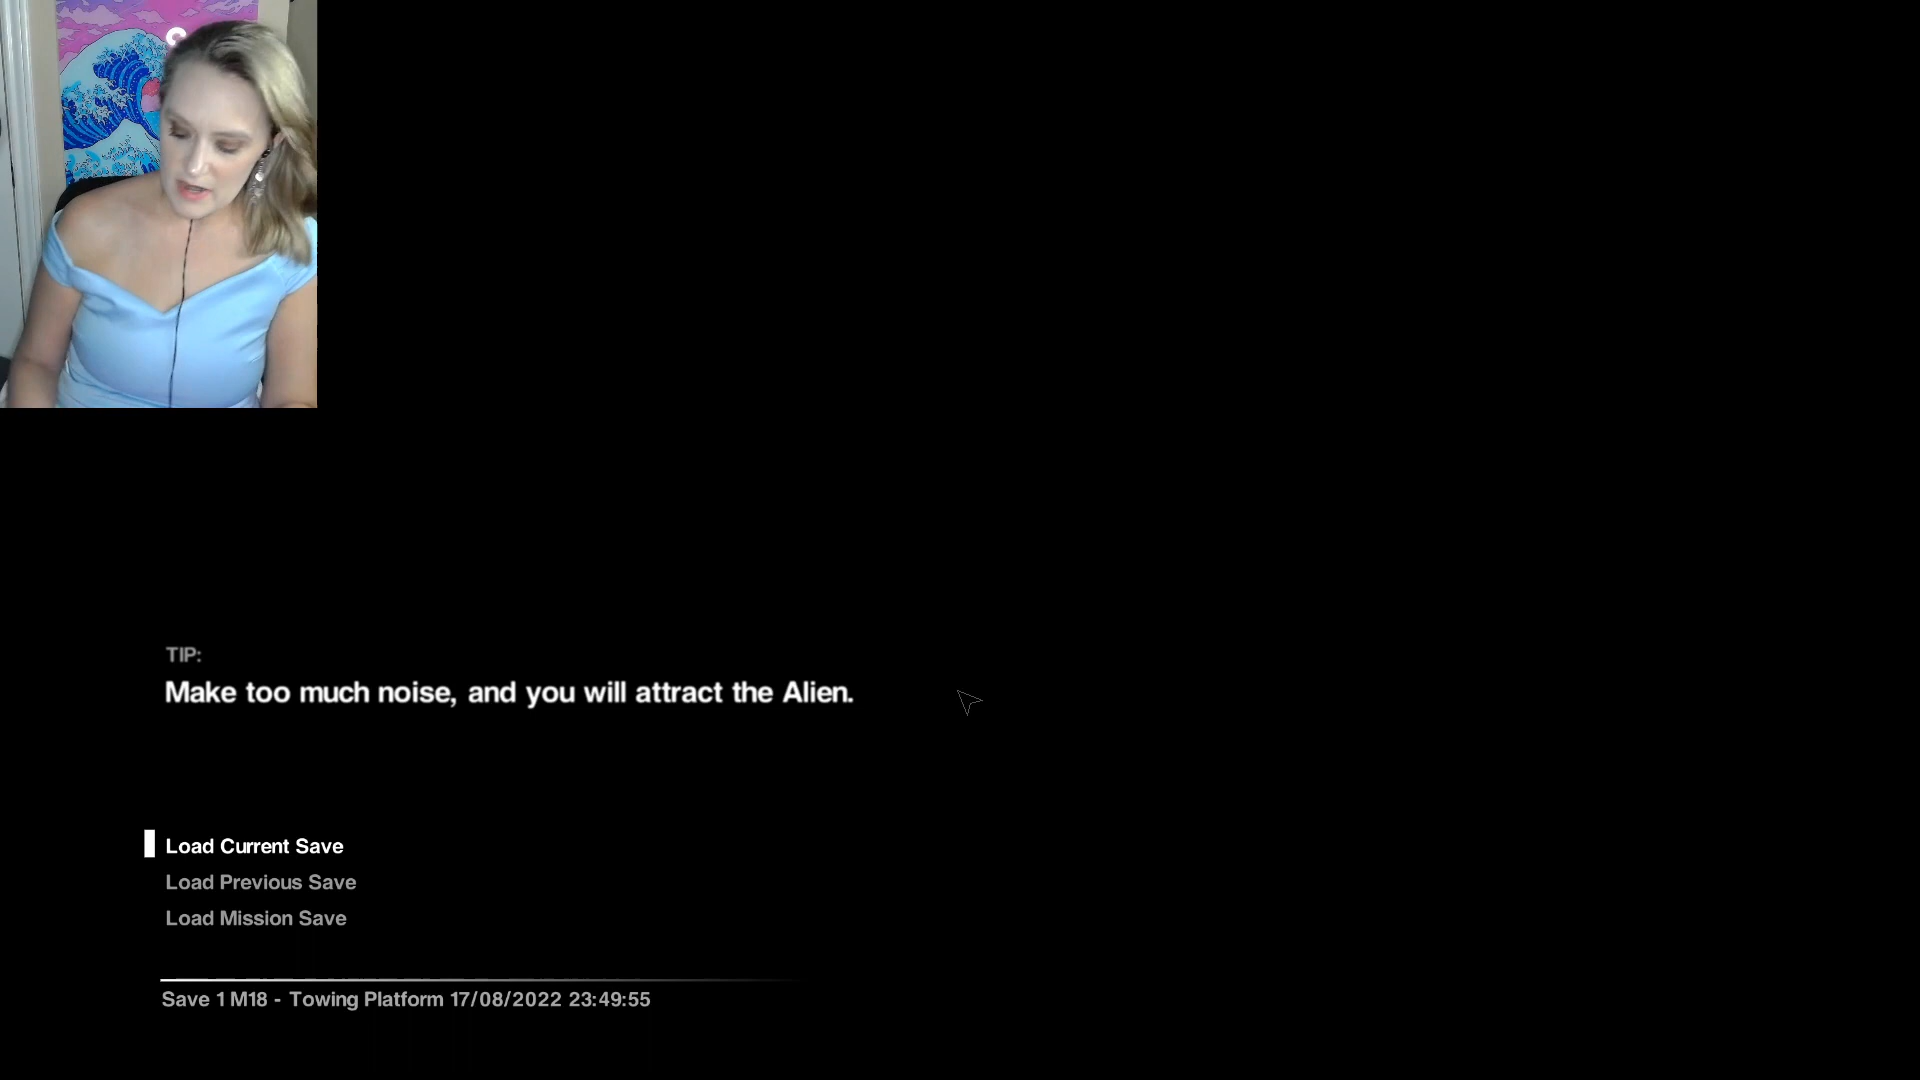 TIP:
Make too much noise, and you will attract the Alien.
Load Current Save
Load Previous Save
Load Mission Save
Save 1 M18 - Towing Platform 17/08/2022 23:49:55